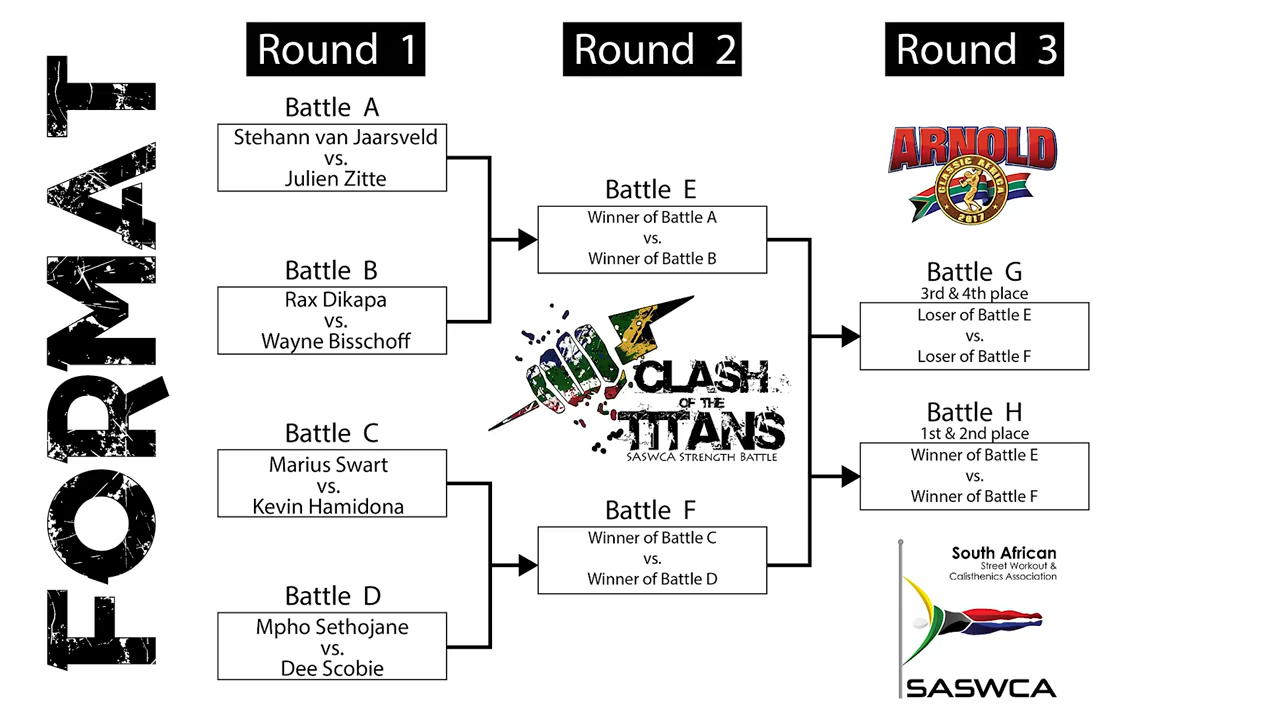 FORMAT
Round 1
Battle A
Stehann van Jaarsveld
vs.
Julien Zitte
Battle B
Rax Dikapa
vs.
Wayne Bisschoff
Battle C
Marius Swart
vs.
Kevin Hamidona
Battle D
Mpho Sethojane
vs.
Dee Scobie
Round 2
Battle E
Winner of Battle A
vs.
Winner of Battle B
CLASH
OF THE
TITANS
SASWCA STRENGTH BATTLE
Battle F
Winner of Battle C
vs.
Winner of Battle D
Round 3
ARNOLD
CLASSIC AFRICA
2017
Battle G
3rd & 4th place
Loser of Battle E
vs.
Loser of Battle F
Battle H
1st & 2nd place
Winner of Battle E
vs.
Winner of Battle F
South African
Street Workout &
Calisthenics Association
SASWCA